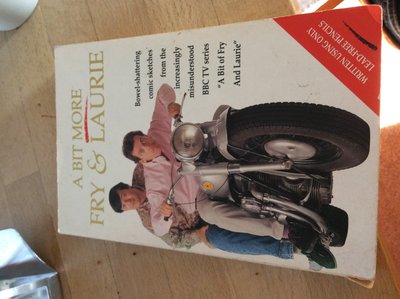 A BIT MORE
FRY & LAURIE
Bowel-shattering
comic sketches
from the
increasingly
misunderstood
BBC TV series
"A Bit of Fry
And Laurie"
WRITTEN USING ONLY
LEAD-FREE PENCILS